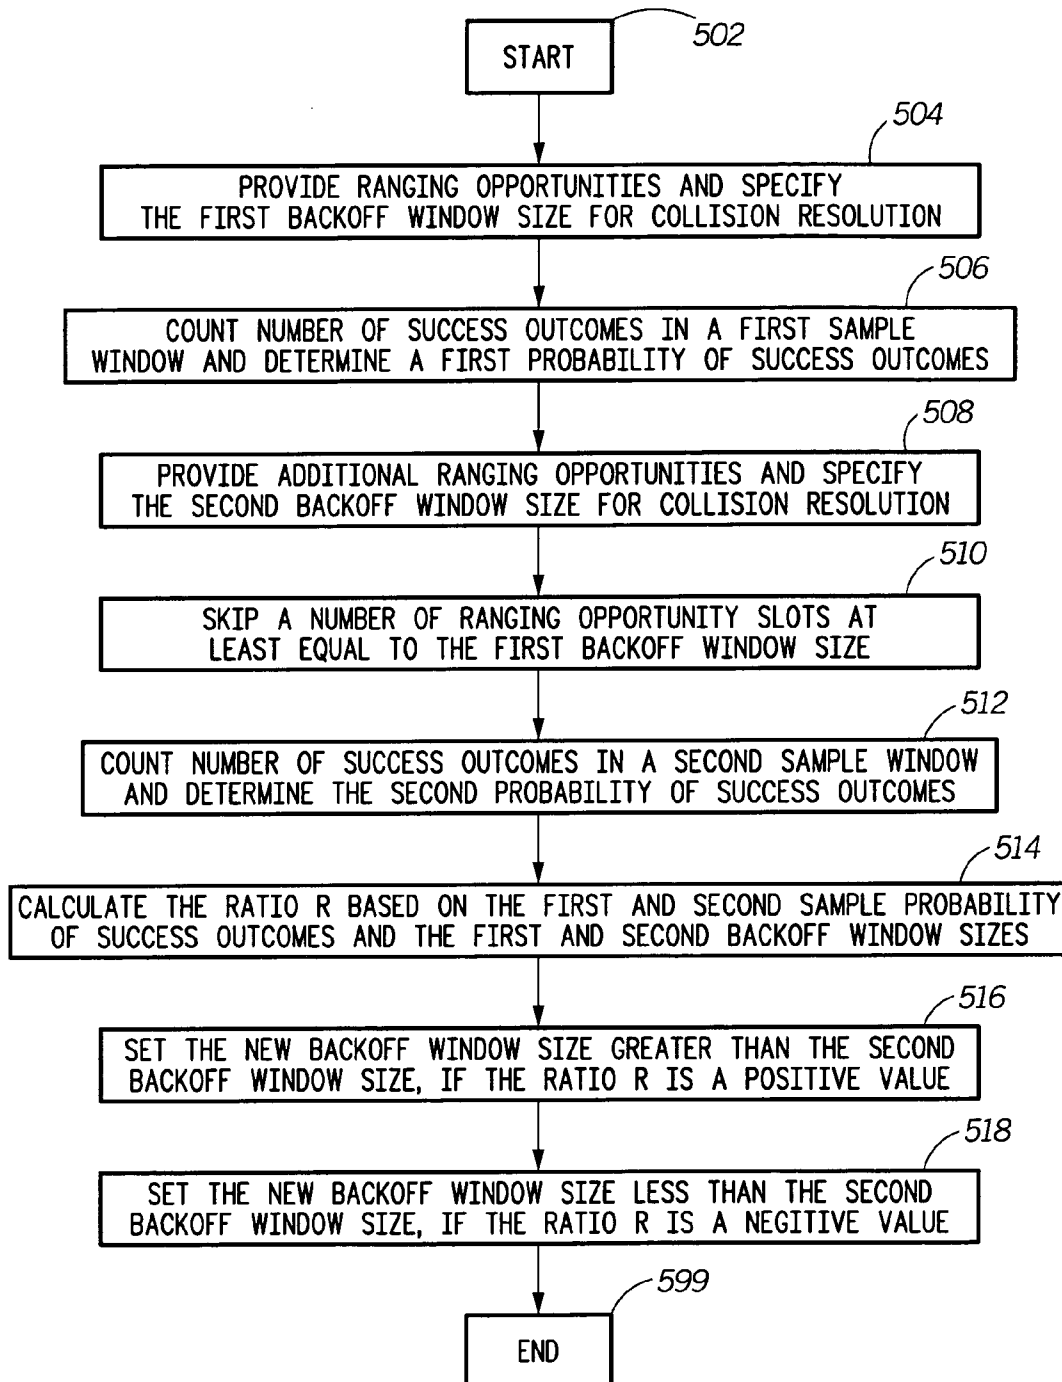 502
START
504
PROVIDE RANGING OPPORTUNITIES AND SPECIFY
THE FIRST BACKOFF WINDOW SIZE FOR COLLISION RESOLUTION
506
COUNT NUMBER OF SUCCESS OUTCOMES IN A FIRST SAMPLE
WINDOW AND DETERMINE A FIRST PROBABILITY OF SUCCESS OUTCOMES
508
PROVIDE ADDITIONAL RANGING OPPORTUNITIES AND SPECIFY
THE SECOND BACKOFF WINDOW SIZE FOR COLLISION RESOLUTION
510
SKIP A NUMBER OF RANGING OPPORTUNITY SLOTS AT
LEAST EQUAL TO THE FIRST BACKOFF WINDOW SIZE
512
COUNT NUMBER OF SUCCESS OUTCOMES IN A SECOND SAMPLE WINDOW
AND DETERMINE THE SECOND PROBABILITY OF SUCCESS OUTCOMES
514
CALCULATE THE RATIO R BASED ON THE FIRST AND SECOND SAMPLE PROBABILITY
OF SUCCESS OUTCOMES AND THE FIRST AND SECOND BACKOFF WINDOW SIZES
516
SET THE NEW BACKOFF WINDOW SIZE GREATER THAN THE SECOND
BACKOFF WINDOW SIZE, IF THE RATIO R IS A POSITIVE VALUE
518
SET THE NEW BACKOFF WINDOW SIZE LESS THAN THE SECOND
BACKOFF WINDOW SIZE, IF THE RATIO R IS A NEGITIVE VALUE
599
END